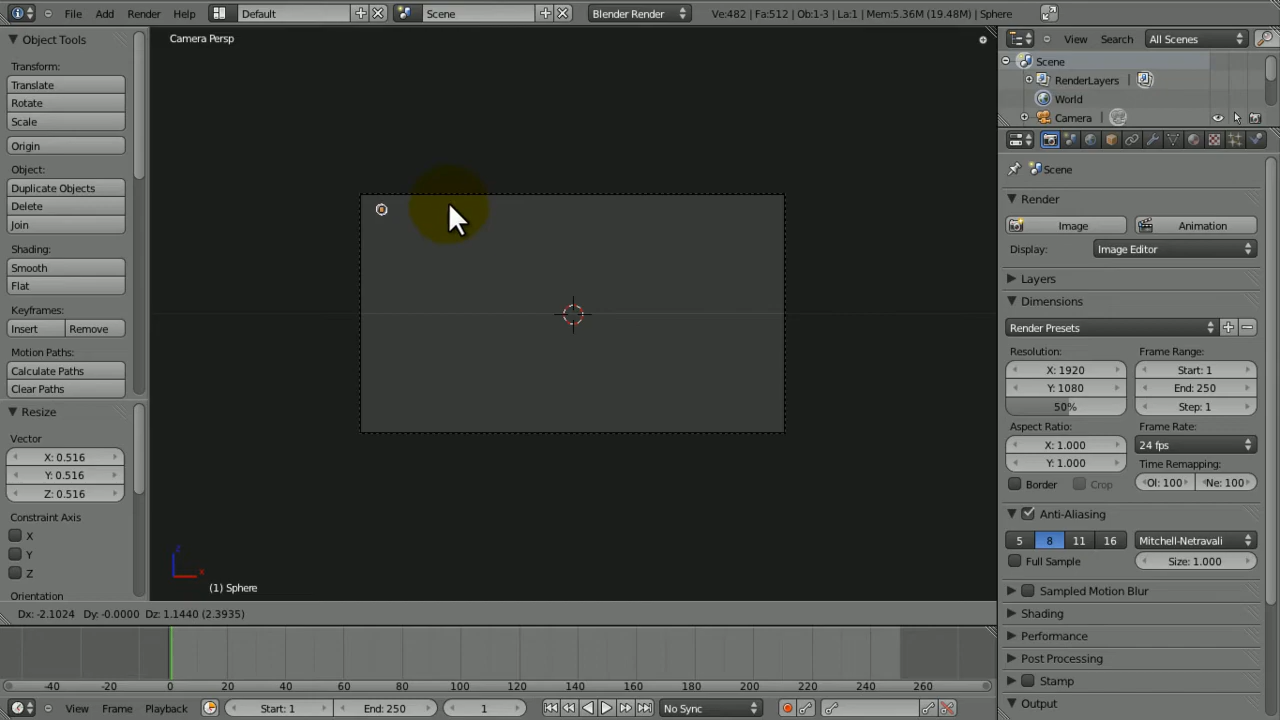 File Add Render Help Default Scene Blender Render Ve:482 | Fa:512 | Ob:1-3 | La:1 | Mem:5.36M (19.48M) | Sphere
Object Tools
Transform:
Translate
Rotate
Scale
Origin
Object:
Duplicate Objects
Delete
Join
Shading:
Smooth
Flat
Keyframes:
Insert Remove
Motion Paths:
Calculate Paths
Clear Paths
Resize
Vector
X: 0.516
Y: 0.516
Z: 0.516
Constraint Axis
X
Y
Z
Orientation
Camera Persp
z
x
(1) Sphere
Dx: -2.1024 Dy: -0.0000 Dz: 1.1440 (2.3935)
View Search All Scenes
Scene
RenderLayers
World
Camera
Scene
Render
Image Animation
Display: Image Editor
Layers
Dimensions
Render Presets
Resolution: Frame Range:
X: 1920 Start: 1
Y: 1080 End: 250
50% Step: 1
Aspect Ratio: Frame Rate:
X: 1.000 24 fps
Y: 1.000 Time Remapping:
Border Crop Ol: 100 Ne: 100
Anti-Aliasing
5 8 11 16 Mitchell-Netravali
Full Sample Size: 1.000
Sampled Motion Blur
Shading
Performance
Post Processing
Stamp
Output
-40 -20 0 20 40 60 80 100 120 140 160 180 200 220 240 260
View Frame Playback Start: 1 End: 250 1 No Sync